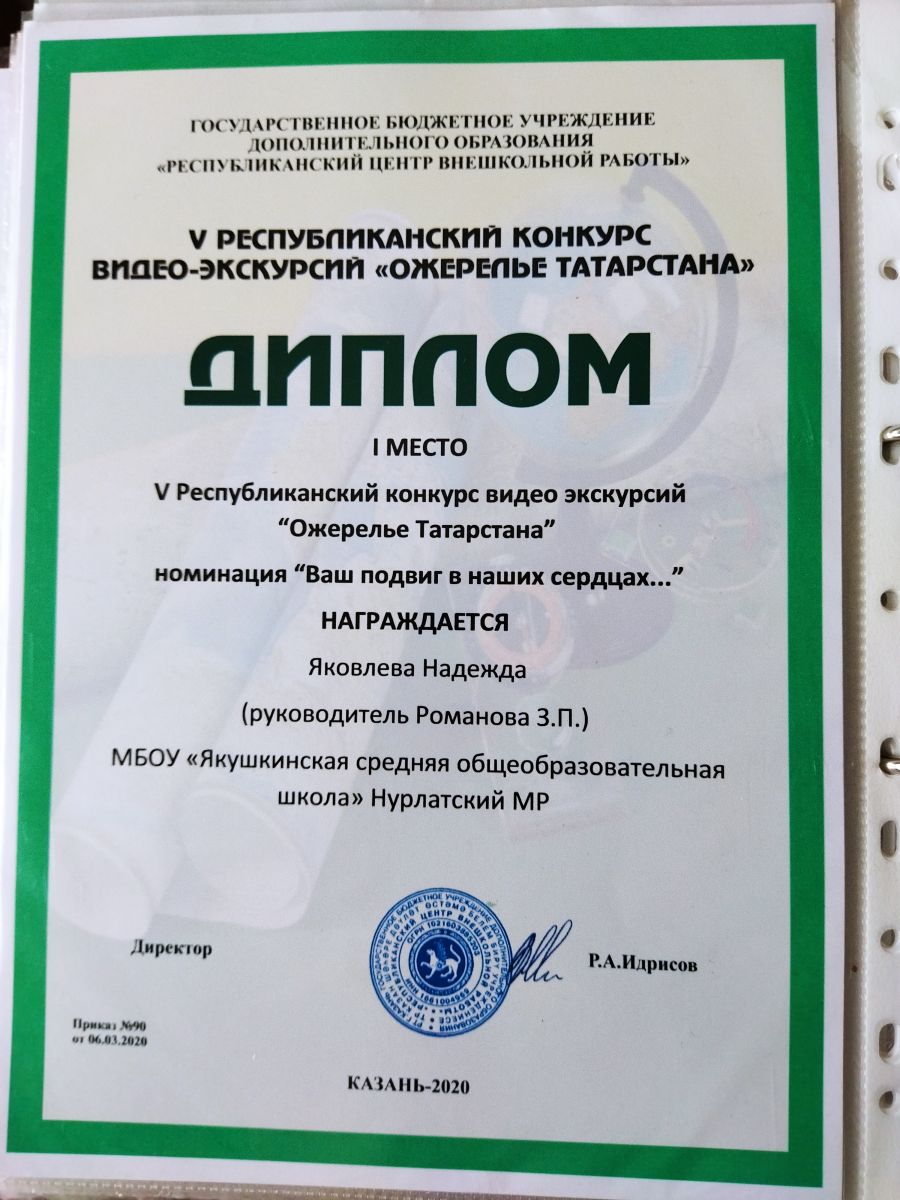 ГОСУДАРСТВЕННОЕ БЮДЖЕТНОЕ УЧРЕЖДЕНИЕ
ДОПОЛНИТЕЛЬНОГО ОБРАЗОВАНИЯ
«РЕСПУБЛИКАНСКИЙ ЦЕНТР ВНЕШКОЛЬНОЙ РАБОТЫ»
V РЕСПУБЛИКАНСКИЙ КОНКУРС
ВИДЕО-ЭКСКУРСИЙ «ОЖЕРЕЛЬЕ ТАТАРСТАНА»
ДИПЛОМ
I МЕСТО
V Республиканский конкурс видео экскурсий
“Ожерелье Татарстана”
номинация “Ваш подвиг в наших сердцах...”
НАГРАЖДАЕТСЯ
Яковлева Надежда
(руководитель Романова З.П.)
МБОУ «Якушкинская средняя общеобразовательная
школа» Нурлатский МР
Директор
Р.А.Идрисов
Приказ №90
от 06.03.2020
КАЗАНЬ-2020